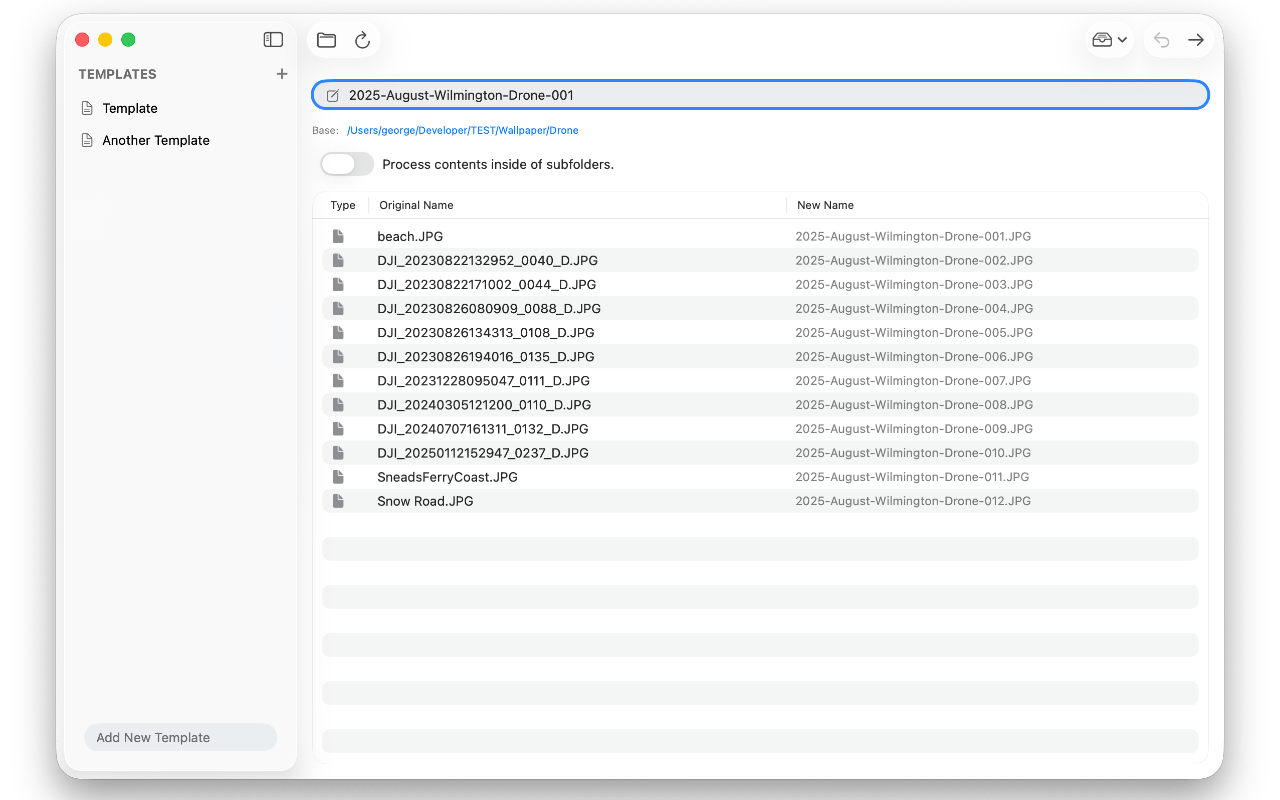 TEMPLATES
Template
Another Template
Add New Template
2025-August-Wilmington-Drone-001
Base: /Users/george/Developer/TEST/Wallpaper/Drone
Process contents inside of subfolders.
Type Original Name New Name
beach.JPG 2025-August-Wilmington-Drone-001.JPG
DJI_20230822132952_0040_D.JPG 2025-August-Wilmington-Drone-002.JPG
DJI_20230822171002_0044_D.JPG 2025-August-Wilmington-Drone-003.JPG
DJI_20230826080909_0088_D.JPG 2025-August-Wilmington-Drone-004.JPG
DJI_20230826134313_0108_D.JPG 2025-August-Wilmington-Drone-005.JPG
DJI_20230826194016_0135_D.JPG 2025-August-Wilmington-Drone-006.JPG
DJI_20231228095047_0111_D.JPG 2025-August-Wilmington-Drone-007.JPG
DJI_20240305121200_0110_D.JPG 2025-August-Wilmington-Drone-008.JPG
DJI_20240707161311_0132_D.JPG 2025-August-Wilmington-Drone-009.JPG
DJI_20250112152947_0237_D.JPG 2025-August-Wilmington-Drone-010.JPG
SneadsFerryCoast.JPG 2025-August-Wilmington-Drone-011.JPG
Snow Road.JPG 2025-August-Wilmington-Drone-012.JPG